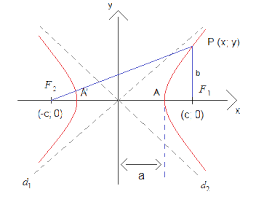 y
P (x; y)
b
F₂ A' A F₁
x
(-c; 0) (c; 0)
a
d₁ d₂